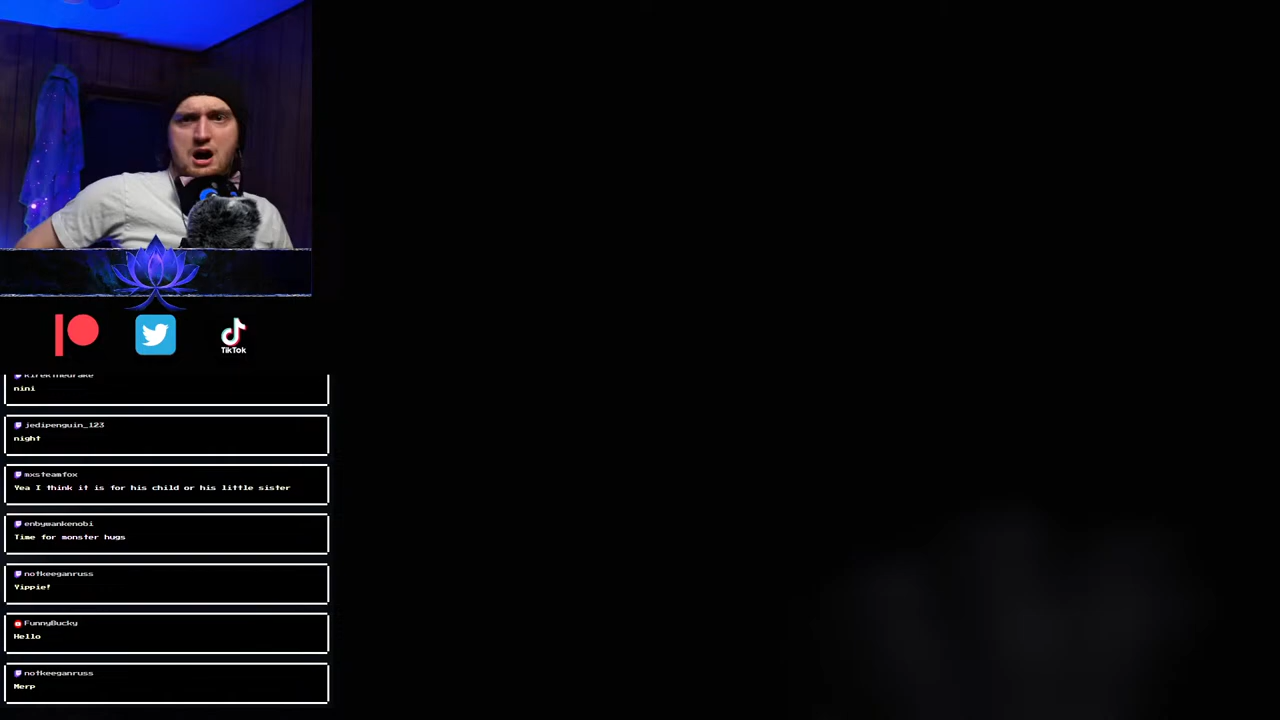 TikTok
nini
jedipenguin_123
night
mxsteamfox
Yea I think it is for his child or his little sister
enbywankenobi
Time for monster hugs
notkeeganruss
Yippie!
FunnyBucky
Hello
notkeeganruss
Merp